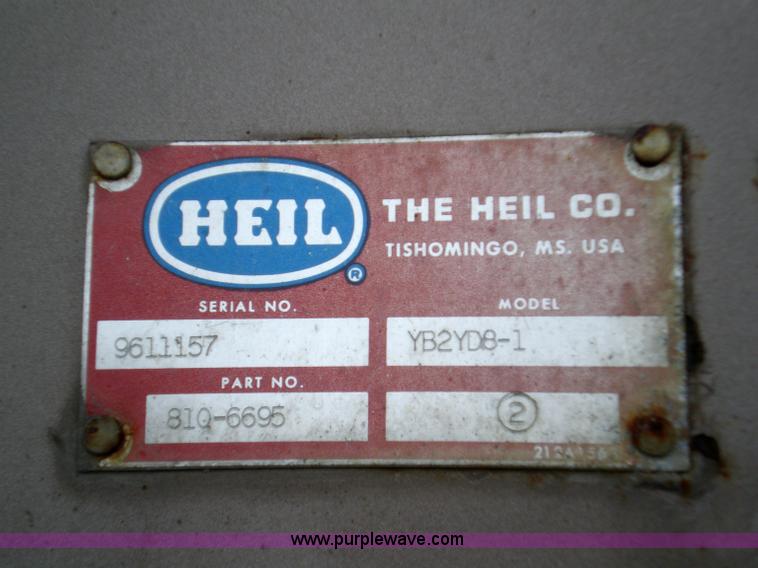 HEIL
®
THE HEIL CO.
TISHOMINGO, MS. USA
SERIAL NO.
MODEL
9611157
YB2YD8-1
PART NO.
81Q-6695
2
www.purplewave.com